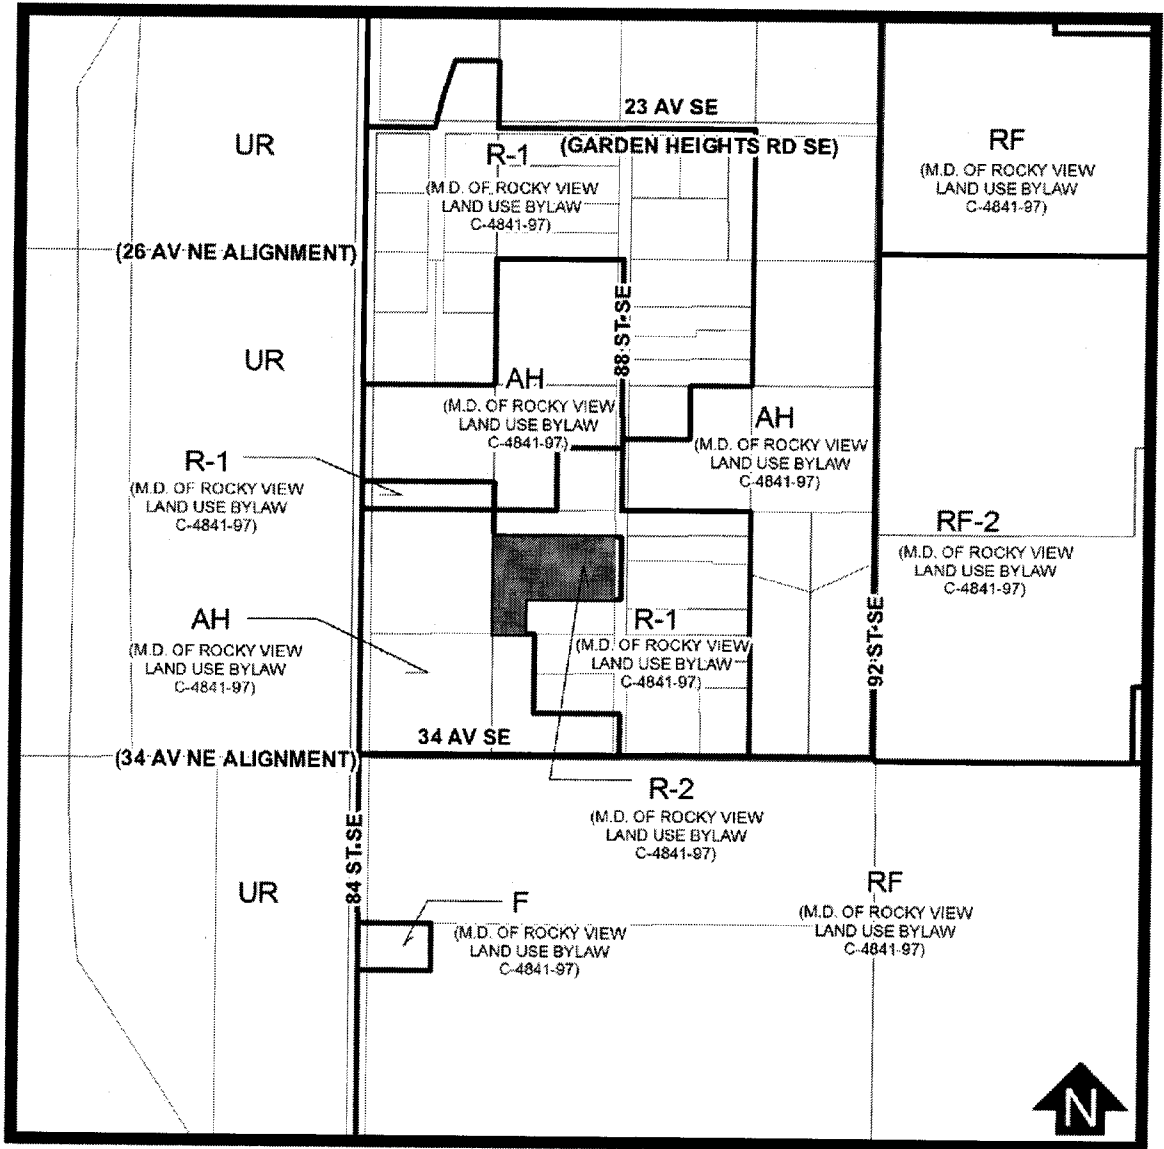 23 AV SE
(GARDEN HEIGHTS RD SE)
UR
R-1
(M.D. OF ROCKY VIEW
LAND USE BYLAW
C-4841-97)
RF
(M.D. OF ROCKY VIEW
LAND USE BYLAW
C-4841-97)
(26 AV NE ALIGNMENT)
88 ST SE
UR
AH
(M.D. OF ROCKY VIEW
LAND USE BYLAW
C-4841-97)
AH
(M.D. OF ROCKY VIEW
LAND USE BYLAW
C-4841-97)
R-1
(M.D. OF ROCKY VIEW
LAND USE BYLAW
C-4841-97)
RF-2
(M.D. OF ROCKY VIEW
LAND USE BYLAW
C-4841-97)
AH
(M.D. OF ROCKY VIEW
LAND USE BYLAW
C-4841-97)
R-1
(M.D. OF ROCKY VIEW
LAND USE BYLAW
C-4841-97)
92 ST SE
34 AV SE
(34 AV NE ALIGNMENT)
R-2
(M.D. OF ROCKY VIEW
LAND USE BYLAW
C-4841-97)
84 ST SE
UR
F
(M.D. OF ROCKY VIEW
LAND USE BYLAW
C-4841-97)
RF
(M.D. OF ROCKY VIEW
LAND USE BYLAW
C-4841-97)
N